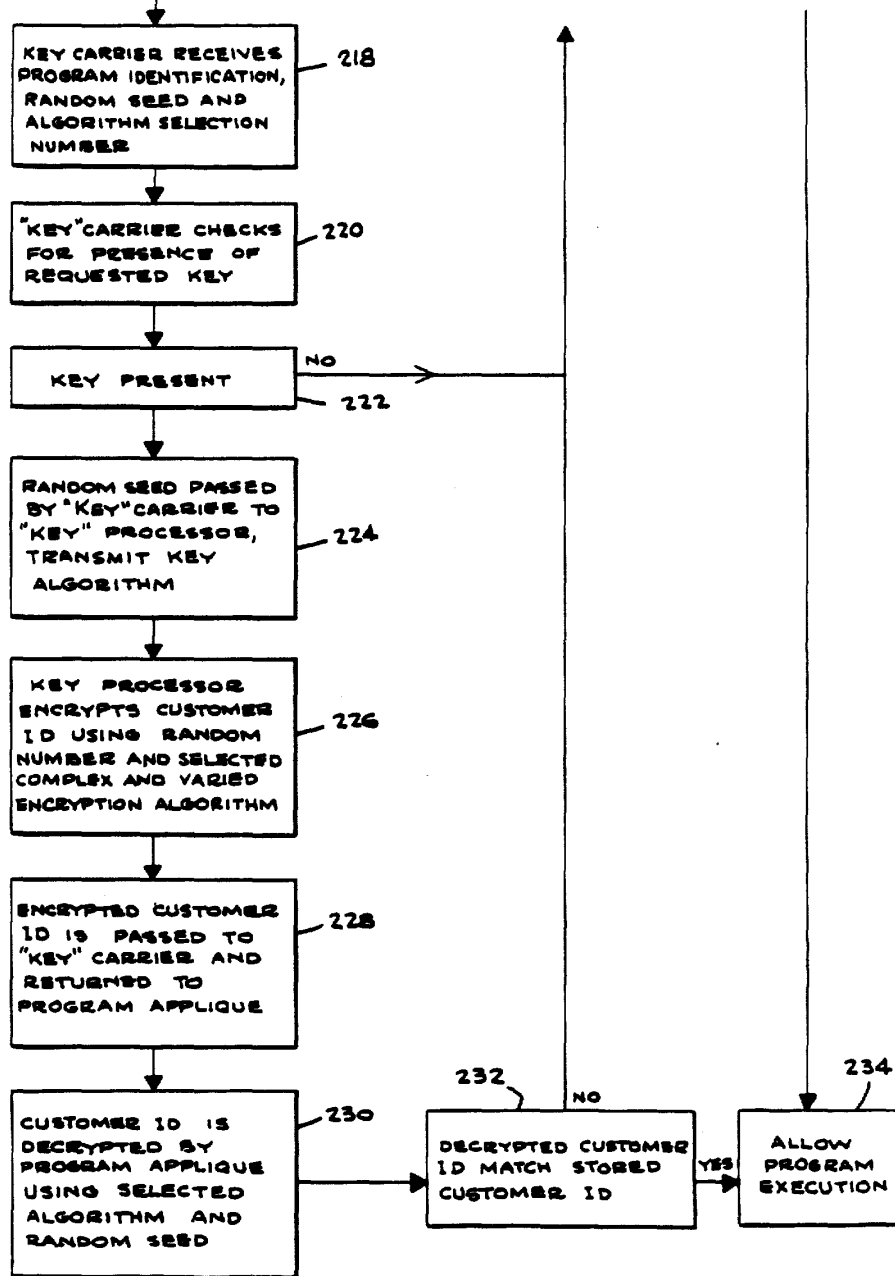 KEY CARRIER RECEIVES
PROGRAM IDENTIFICATION,
RANDOM SEED AND
ALGORITHM SELECTION
NUMBER
218
"KEY" CARRIER CHECKS
FOR PRESENCE OF
REQUESTED KEY
220
KEY PRESENT
NO
222
RANDOM SEED PASSED
BY "KEY" CARRIER TO
"KEY" PROCESSOR,
TRANSMIT KEY
ALGORITHM
224
KEY PROCESSOR
ENCRYPTS CUSTOMER
ID USING RANDOM
NUMBER AND SELECTED
COMPLEX AND VARIED
ENCRYPTION ALGORITHM
226
ENCRYPTED CUSTOMER
ID IS PASSED TO
"KEY" CARRIER AND
RETURNED TO
PROGRAM APPLIQUE
228
CUSTOMER ID IS
DECRYPTED BY
PROGRAM APPLIQUE
USING SELECTED
ALGORITHM AND
RANDOM SEED
230
232
NO
DECRYPTED CUSTOMER
ID MATCH STORED
CUSTOMER ID
YES
234
ALLOW
PROGRAM
EXECUTION